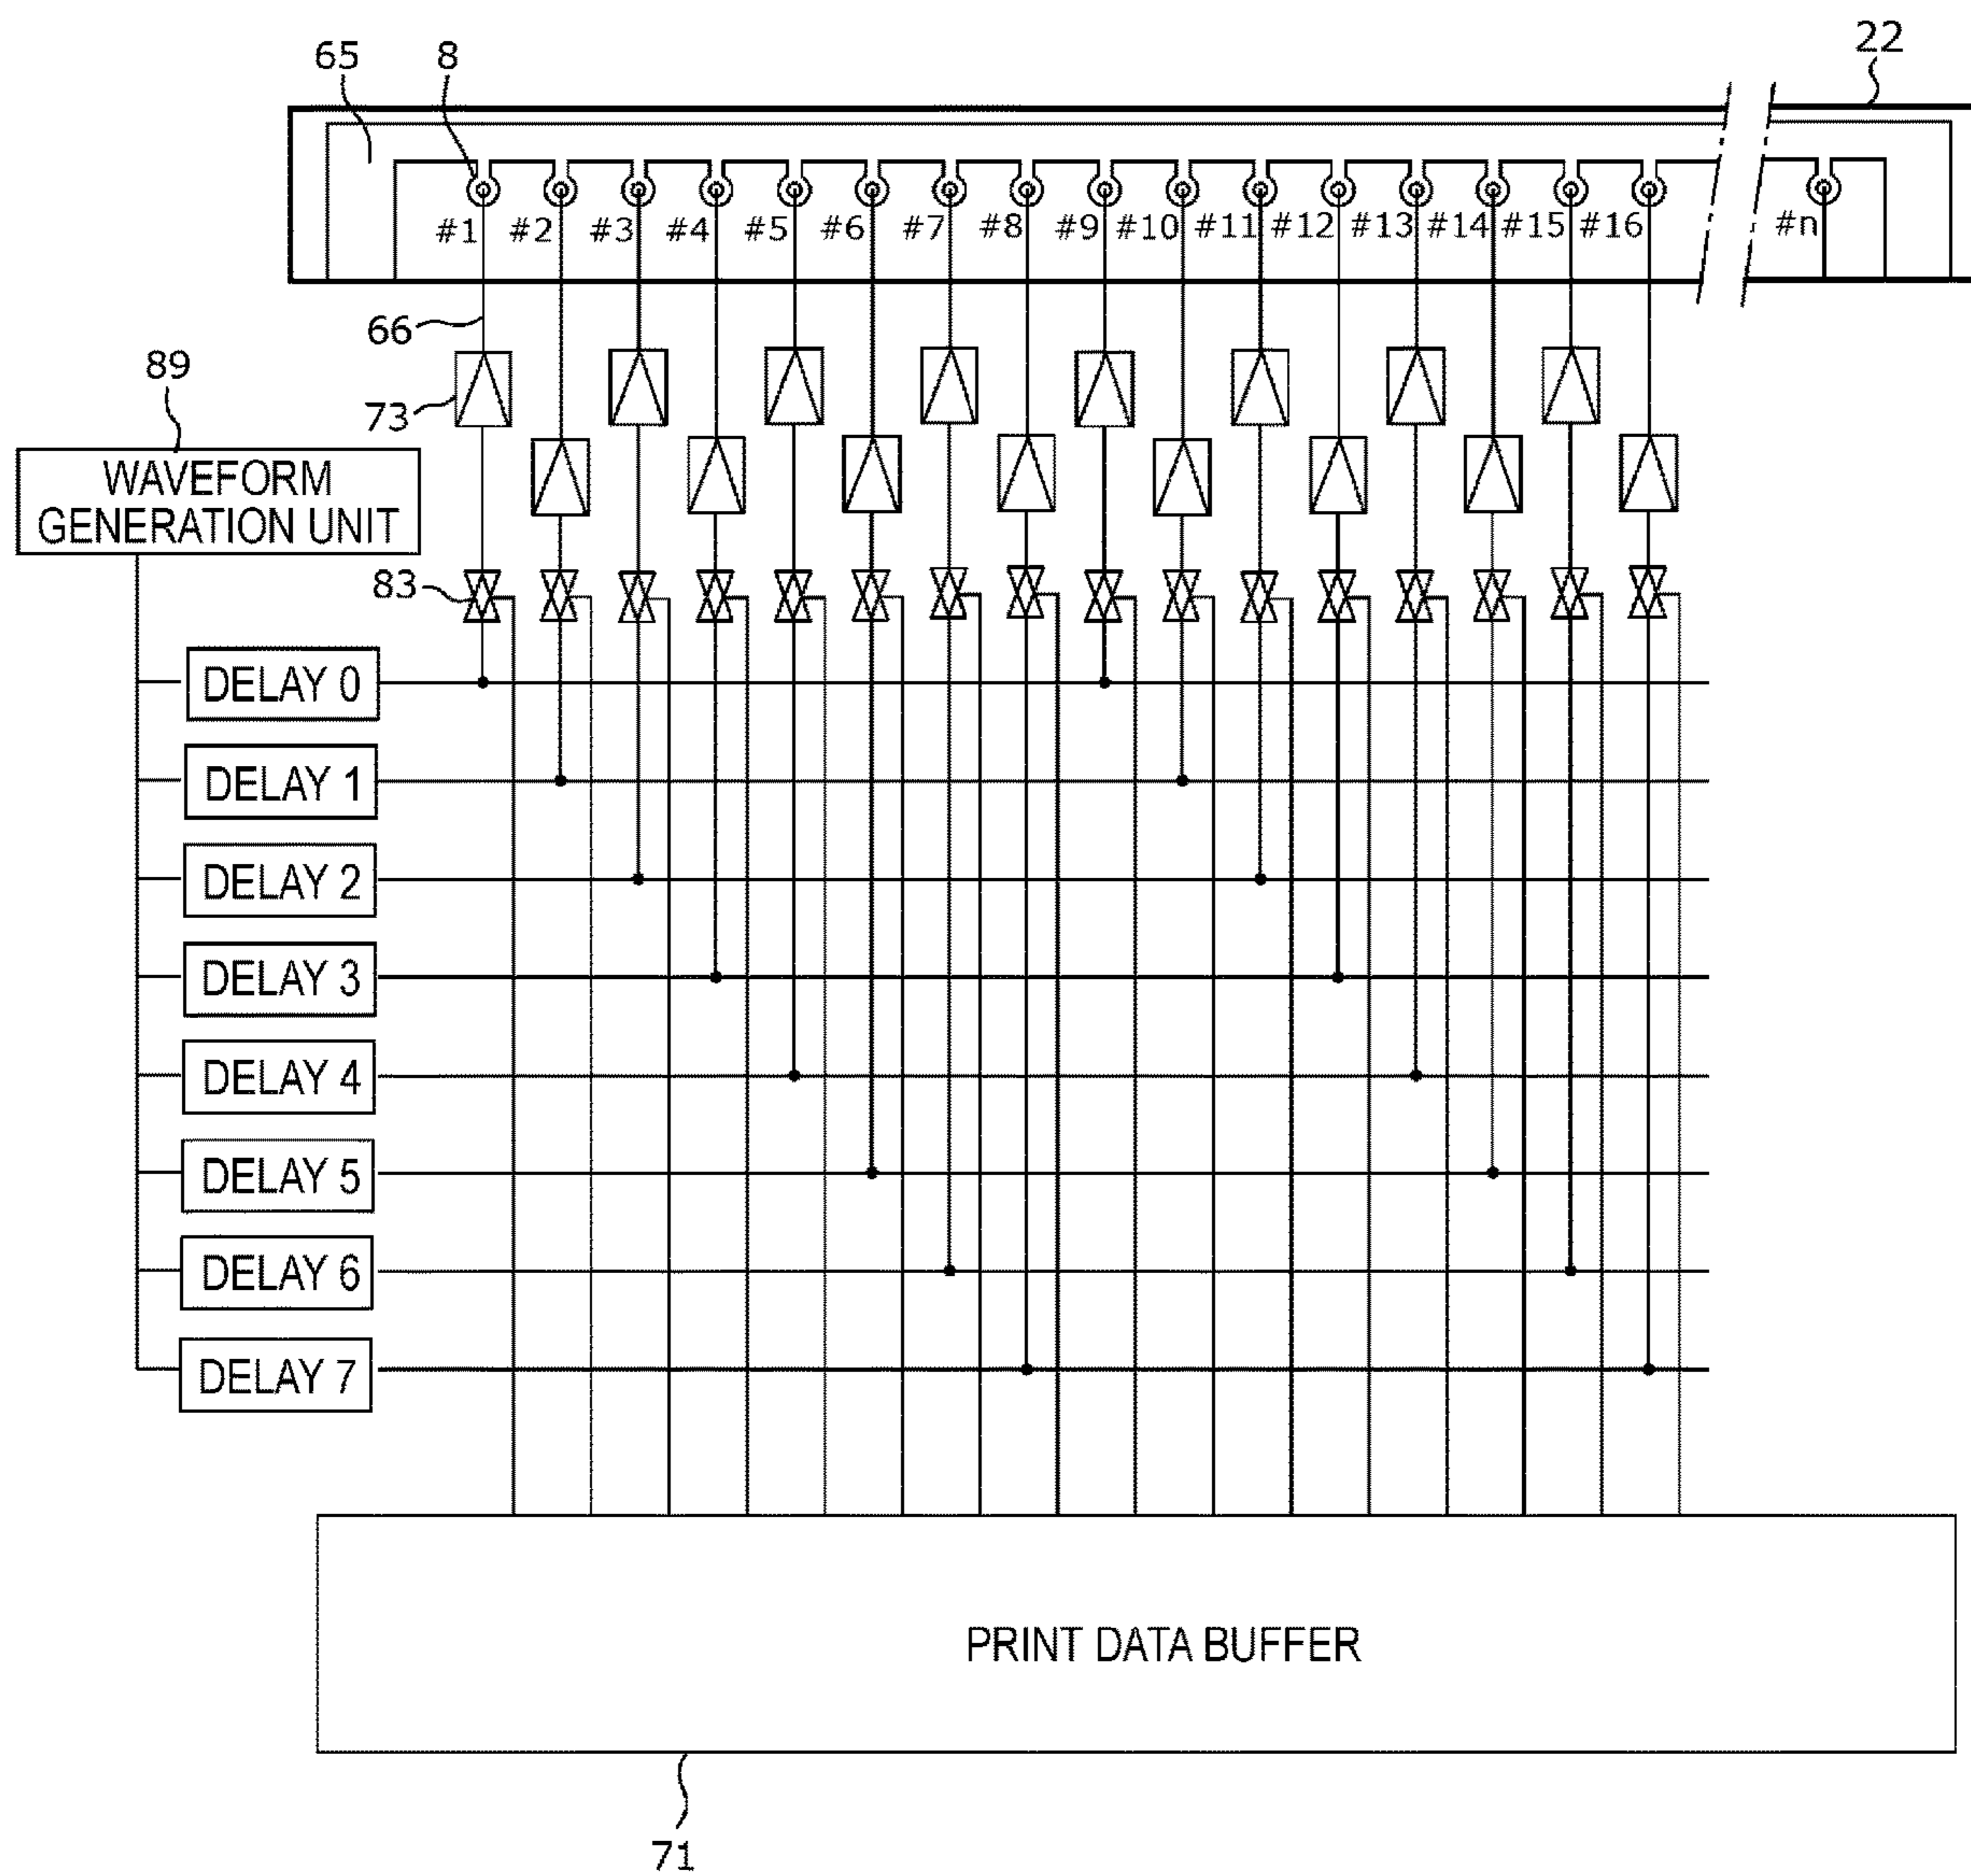 22
65
8
#1 #2 #3 #4 #5 #6 #7 #8 #9 #10 #11 #12 #13 #14 #15 #16 #n
66
89
73
WAVEFORM
GENERATION UNIT
83
DELAY 0
DELAY 1
DELAY 2
DELAY 3
DELAY 4
DELAY 5
DELAY 6
DELAY 7
PRINT DATA BUFFER
71